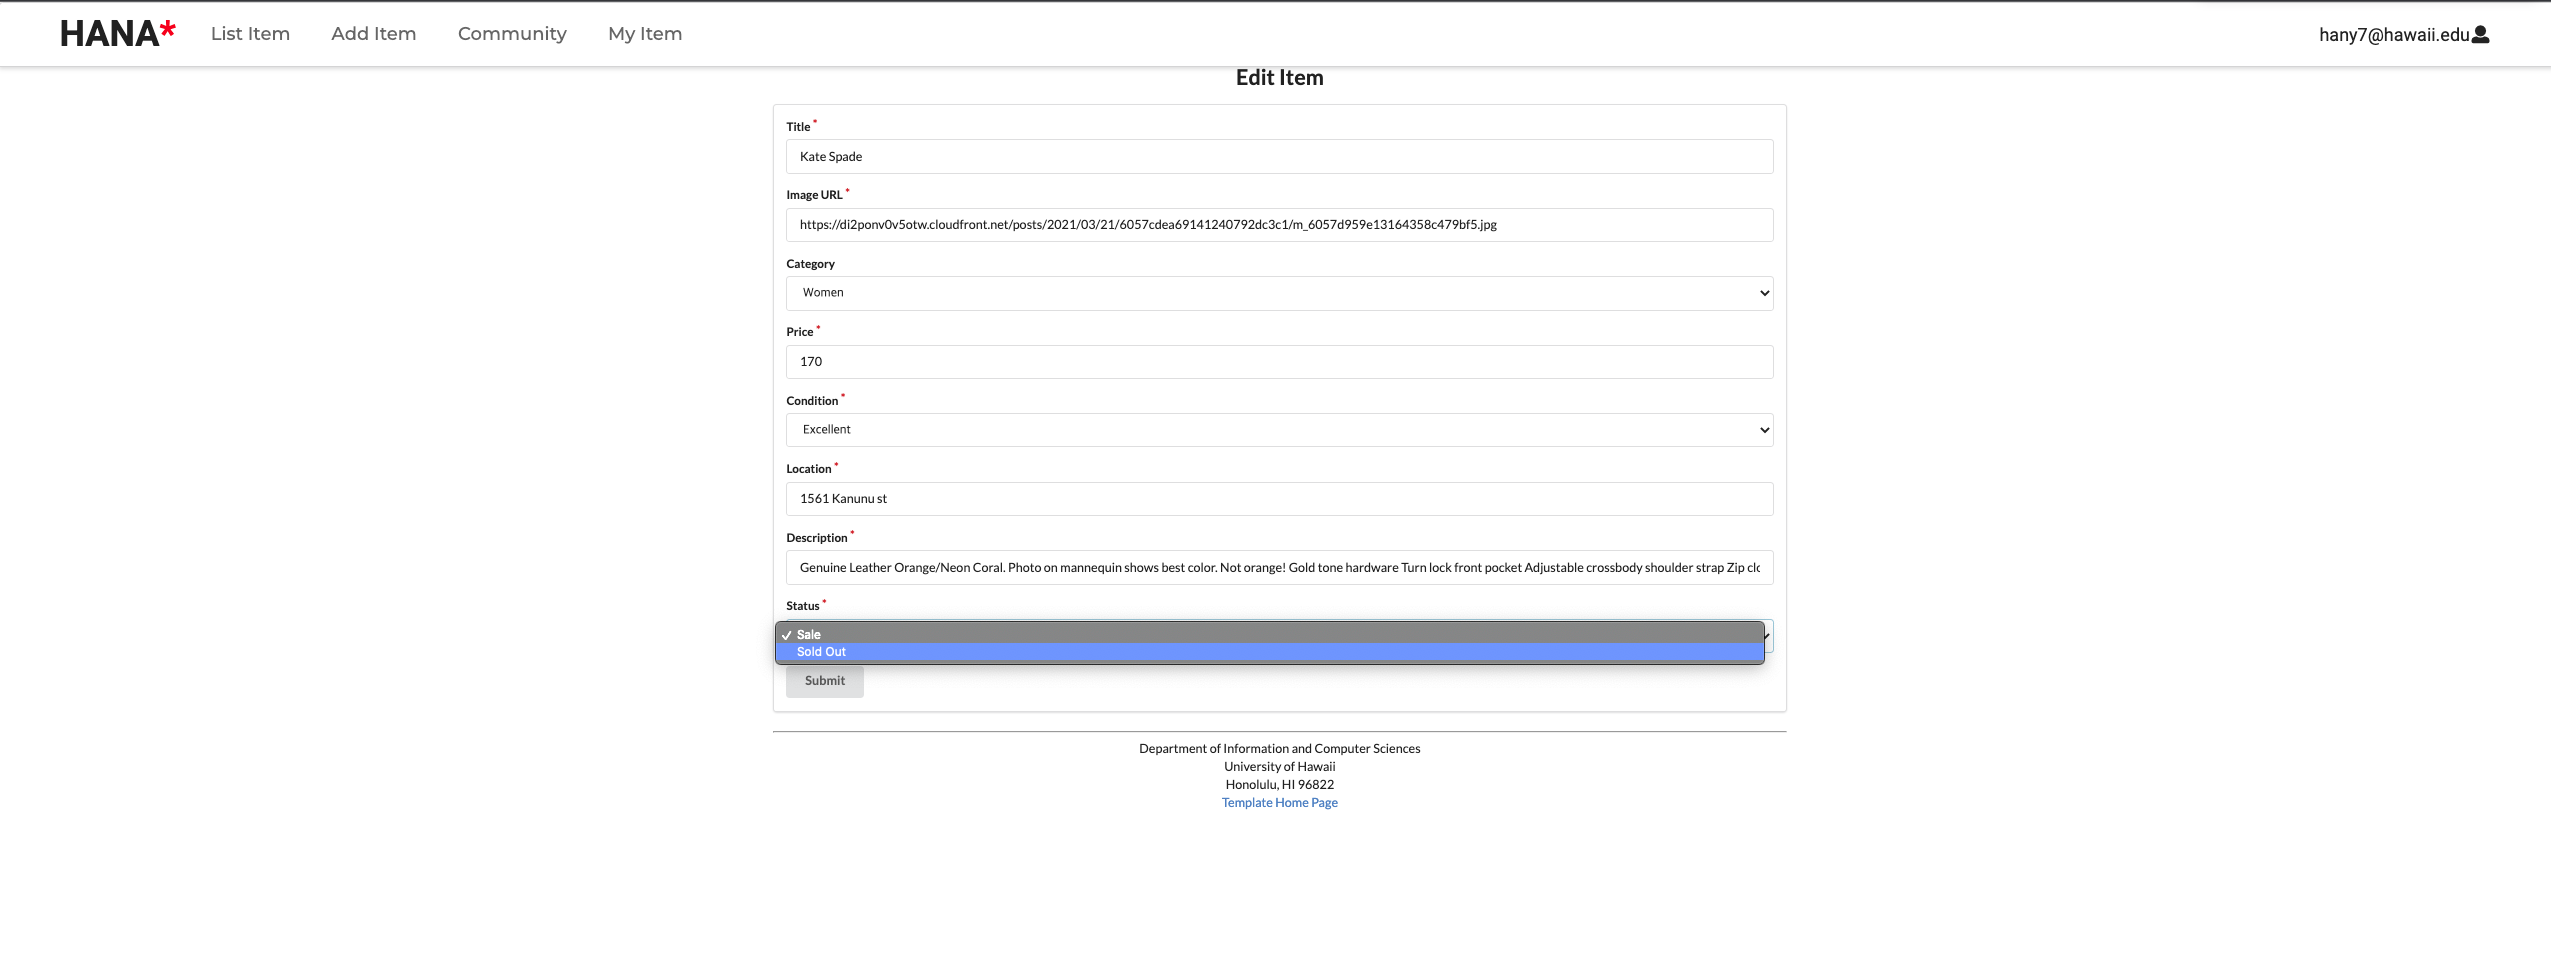 HANA* List Item Add Item Community My Item hany7@hawaii.edu
Edit Item
Title *
Kate Spade
Image URL *
https://di2ponv0v5otw.cloudfront.net/posts/2021/03/21/6057cdea69141240792dc3c1/m_6057d959e13164358c479bf5.jpg
Category
Women
Price *
170
Condition *
Excellent
Location *
1561 Kanunu st
Description *
Genuine Leather Orange/Neon Coral. Photo on mannequin shows best color. Not orange! Gold tone hardware Turn lock front pocket Adjustable crossbody shoulder strap Zip clo
Status *
✓ Sale
Sold Out
Submit
Department of Information and Computer Sciences
University of Hawaii
Honolulu, HI 96822
Template Home Page